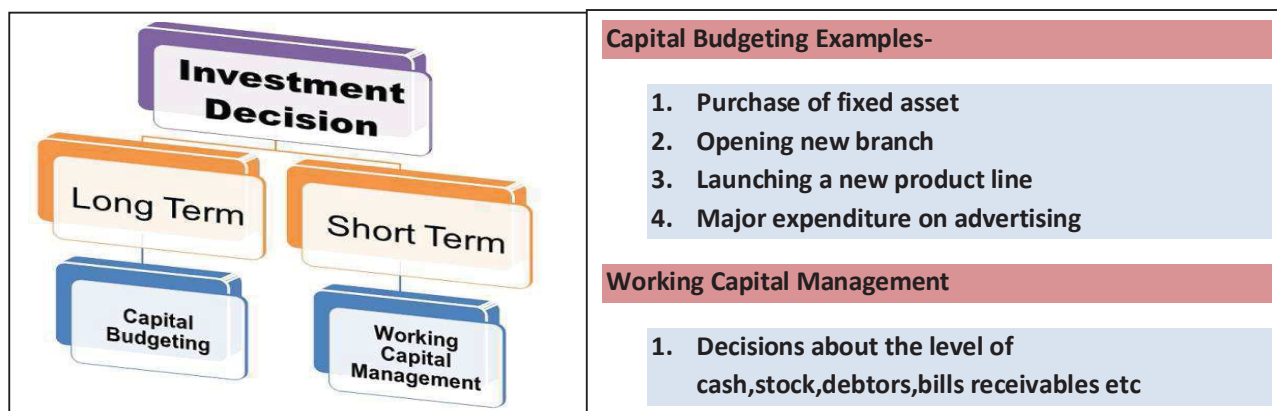 Investment
Decision
Long Term
Short Term
Capital
Budgeting
Working
Capital
Management
Capital Budgeting Examples-
1. Purchase of fixed asset
2. Opening new branch
3. Launching a new product line
4. Major expenditure on advertising
Working Capital Management
1. Decisions about the level of
cash,stock,debtors,bills receivables etc